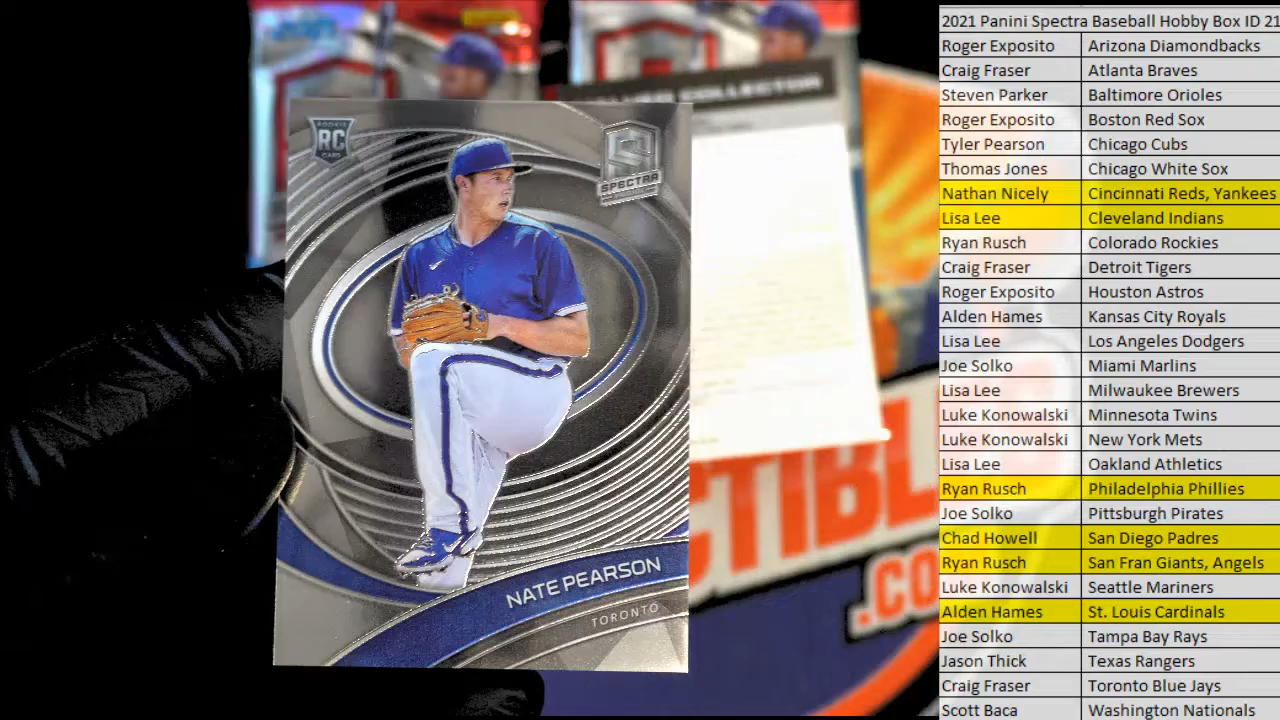 ROOKIE
RC
CARD
SPECTRA
NATE PEARSON
TORONTO
COLLECTOR
CTIBL
.CO
2021 Panini Spectra Baseball Hobby Box ID 21
Roger Exposito Arizona Diamondbacks
Craig Fraser Atlanta Braves
Steven Parker Baltimore Orioles
Roger Exposito Boston Red Sox
Tyler Pearson Chicago Cubs
Thomas Jones Chicago White Sox
Nathan Nicely Cincinnati Reds, Yankees
Lisa Lee Cleveland Indians
Ryan Rusch Colorado Rockies
Craig Fraser Detroit Tigers
Roger Exposito Houston Astros
Alden Hames Kansas City Royals
Lisa Lee Los Angeles Dodgers
Joe Solko Miami Marlins
Lisa Lee Milwaukee Brewers
Luke Konowalski Minnesota Twins
Luke Konowalski New York Mets
Lisa Lee Oakland Athletics
Ryan Rusch Philadelphia Phillies
Joe Solko Pittsburgh Pirates
Chad Howell San Diego Padres
Ryan Rusch San Fran Giants, Angels
Luke Konowalski Seattle Mariners
Alden Hames St. Louis Cardinals
Joe Solko Tampa Bay Rays
Jason Thick Texas Rangers
Craig Fraser Toronto Blue Jays
Scott Baca Washington Nationals